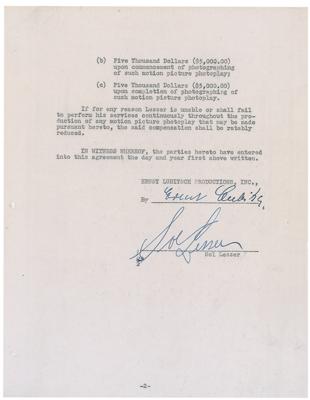 (b) Five Thousand Dollars ($5,000.00)
upon commencement of photographing
of such motion picture photoplay;
(c) Five Thousand Dollars ($5,000.00)
upon completion of photographing of
such motion picture photoplay.
If for any reason Lesser is unable or shall fail
to perform his services continuously throughout the pro-
duction of any motion picture photoplay that may be made
pursuant hereto, the said compensation shall be ratably
reduced.
IN WITNESS WHEREOF, the parties hereto have entered
into this agreement the day and year first above written.
ERNST LUBITSCH PRODUCTIONS, INC.,
By Ernst Lubitsch
Sol Lesser
Sol Lesser
-2-